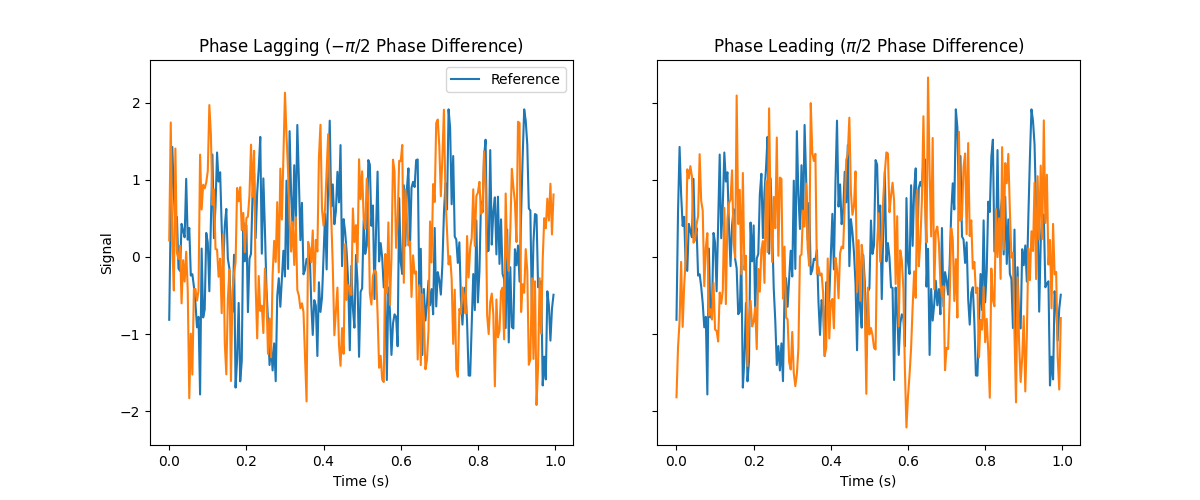 Phase Lagging (−π/2 Phase Difference)
Phase Leading (π/2 Phase Difference)
Reference
Signal
2
1
0
−1
−2
0.0 0.2 0.4 0.6 0.8 1.0
0.0 0.2 0.4 0.6 0.8 1.0
Time (s)
Time (s)